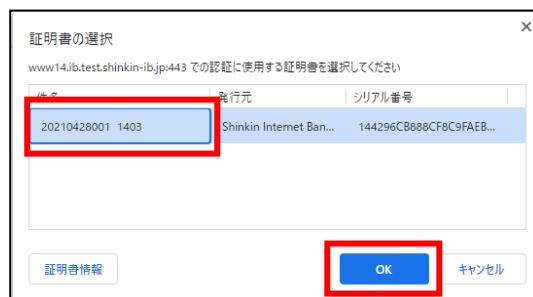 証明書の選択
www14.ib.test.shinkin-ib.jp:443 での認証に使用する証明書を選択してください
件名 発行元 シリアル番号
20210428001 1403 Shinkin Internet Ban... 144296CB888CF8C9FAEB...
証明書情報 OK キャンセル